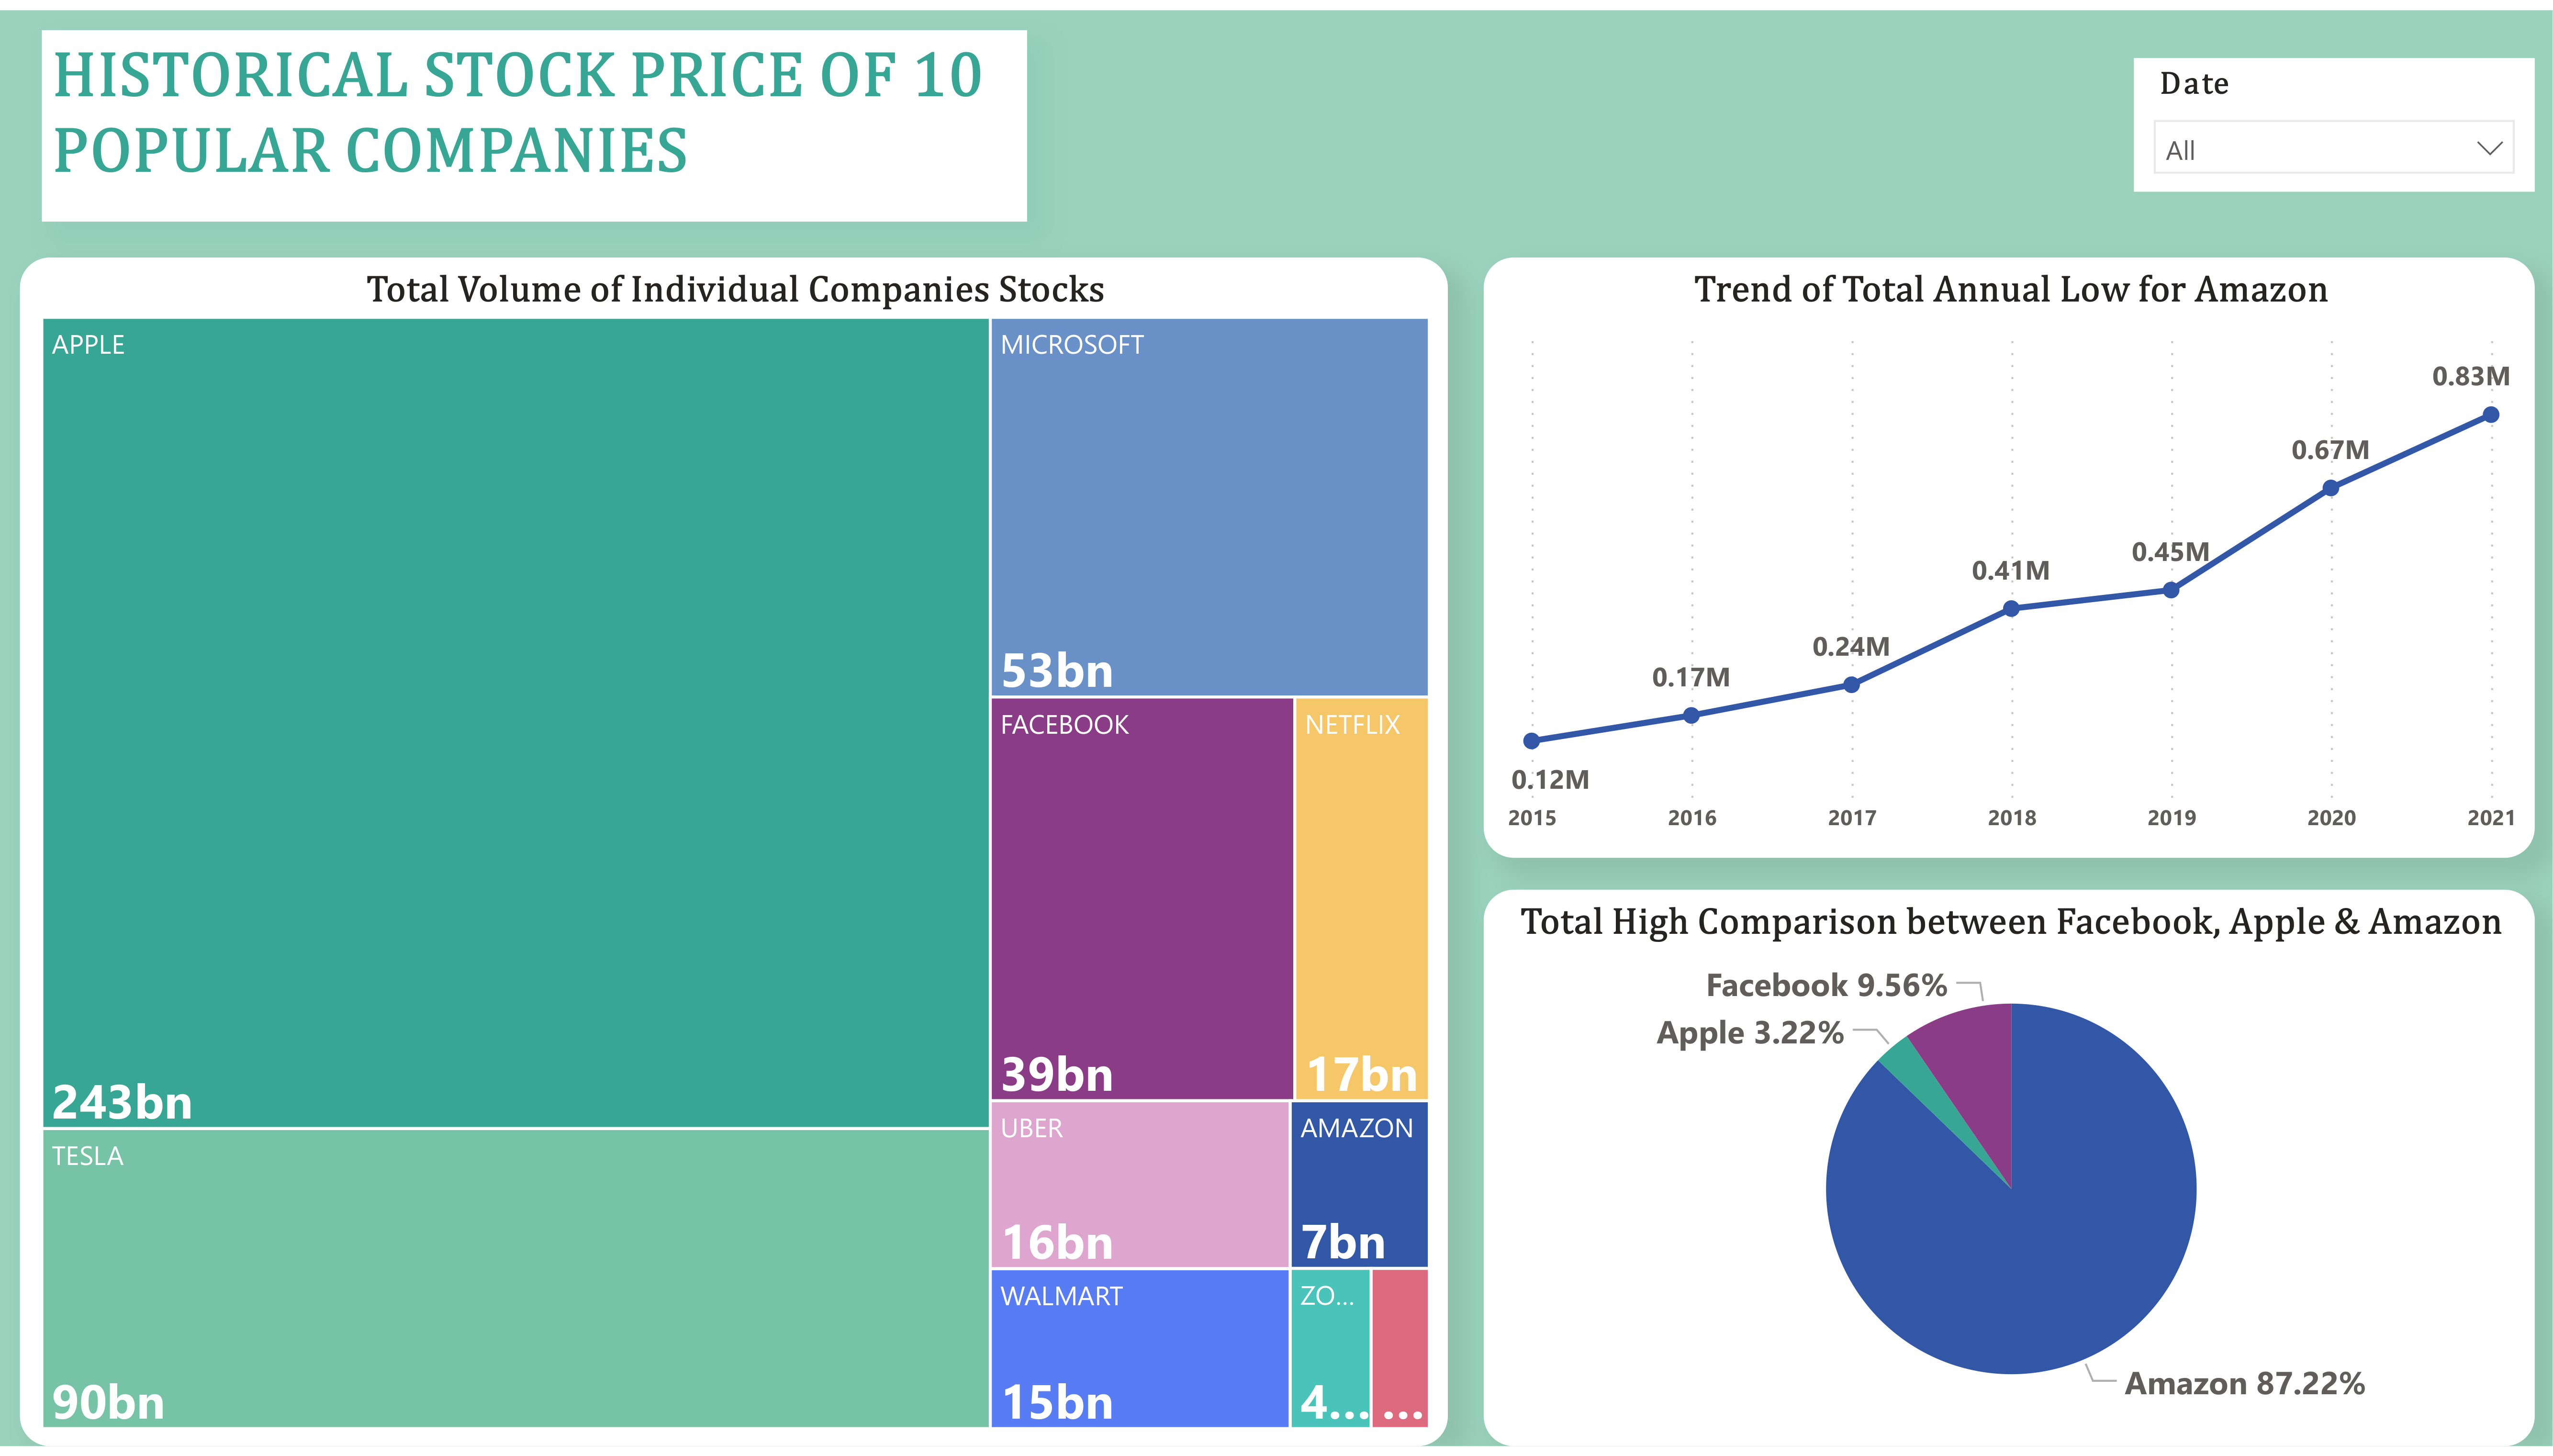 HISTORICAL STOCK PRICE OF 10
POPULAR COMPANIES
Date
All
Total Volume of Individual Companies Stocks
APPLE
243bn
TESLA
90bn
MICROSOFT
53bn
FACEBOOK
39bn
NETFLIX
17bn
UBER
16bn
AMAZON
7bn
WALMART
15bn
ZO...
4...
...
Trend of Total Annual Low for Amazon
0.12M
0.17M
0.24M
0.41M
0.45M
0.67M
0.83M
2015 2016 2017 2018 2019 2020 2021
Total High Comparison between Facebook, Apple & Amazon
Facebook 9.56%
Apple 3.22%
Amazon 87.22%